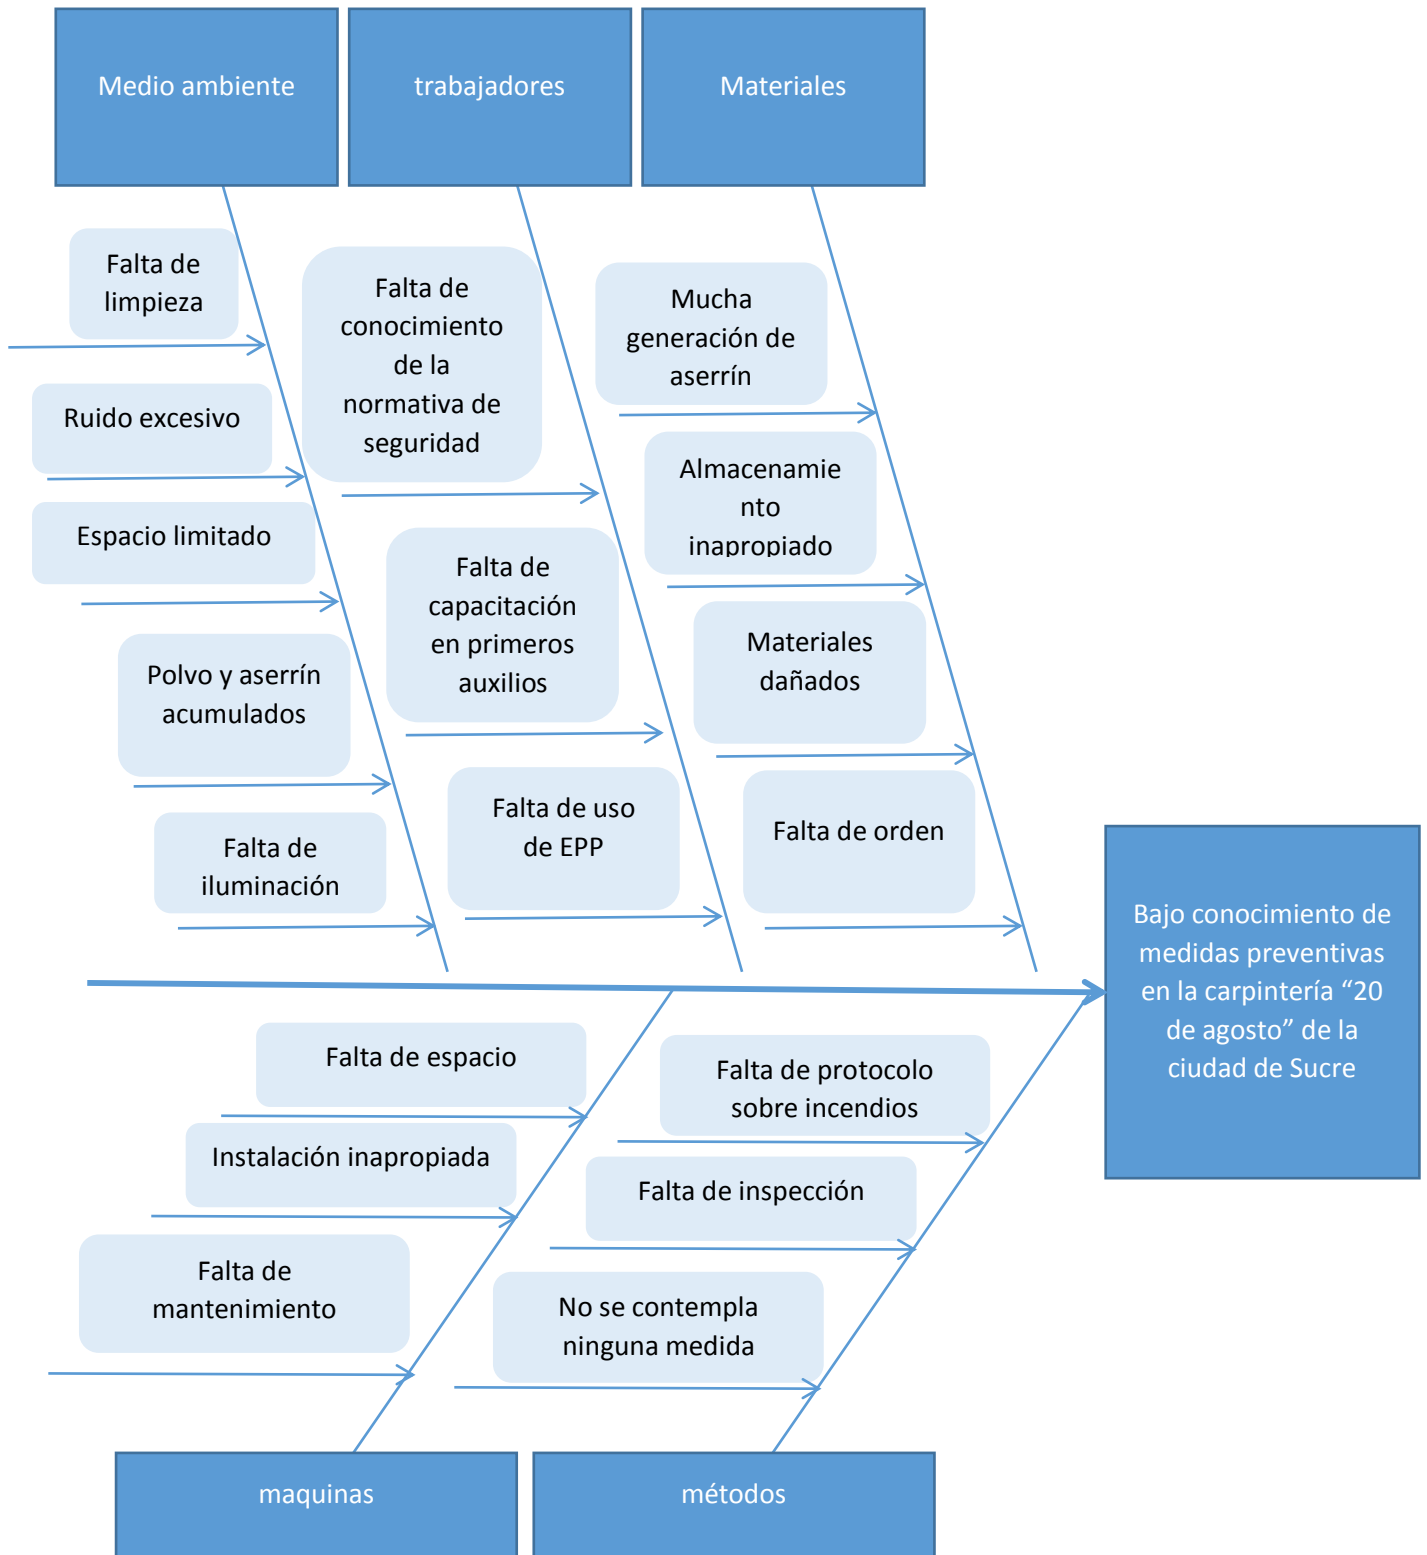 Medio ambiente
trabajadores
Materiales
Falta de
limpieza
Ruido excesivo
Espacio limitado
Polvo y aserrín
acumulados
Falta de
iluminación
Falta de
conocimiento
de la
normativa de
seguridad
Falta de
capacitación
en primeros
auxilios
Falta de uso
de EPP
Mucha
generación de
aserrín
Almacenamie
nto
inapropiado
Materiales
dañados
Falta de orden
Bajo conocimiento de
medidas preventivas
en la carpintería “20
de agosto” de la
ciudad de Sucre
Falta de espacio
Instalación inapropiada
Falta de
mantenimiento
Falta de protocolo
sobre incendios
Falta de inspección
No se contempla
ninguna medida
maquinas
métodos